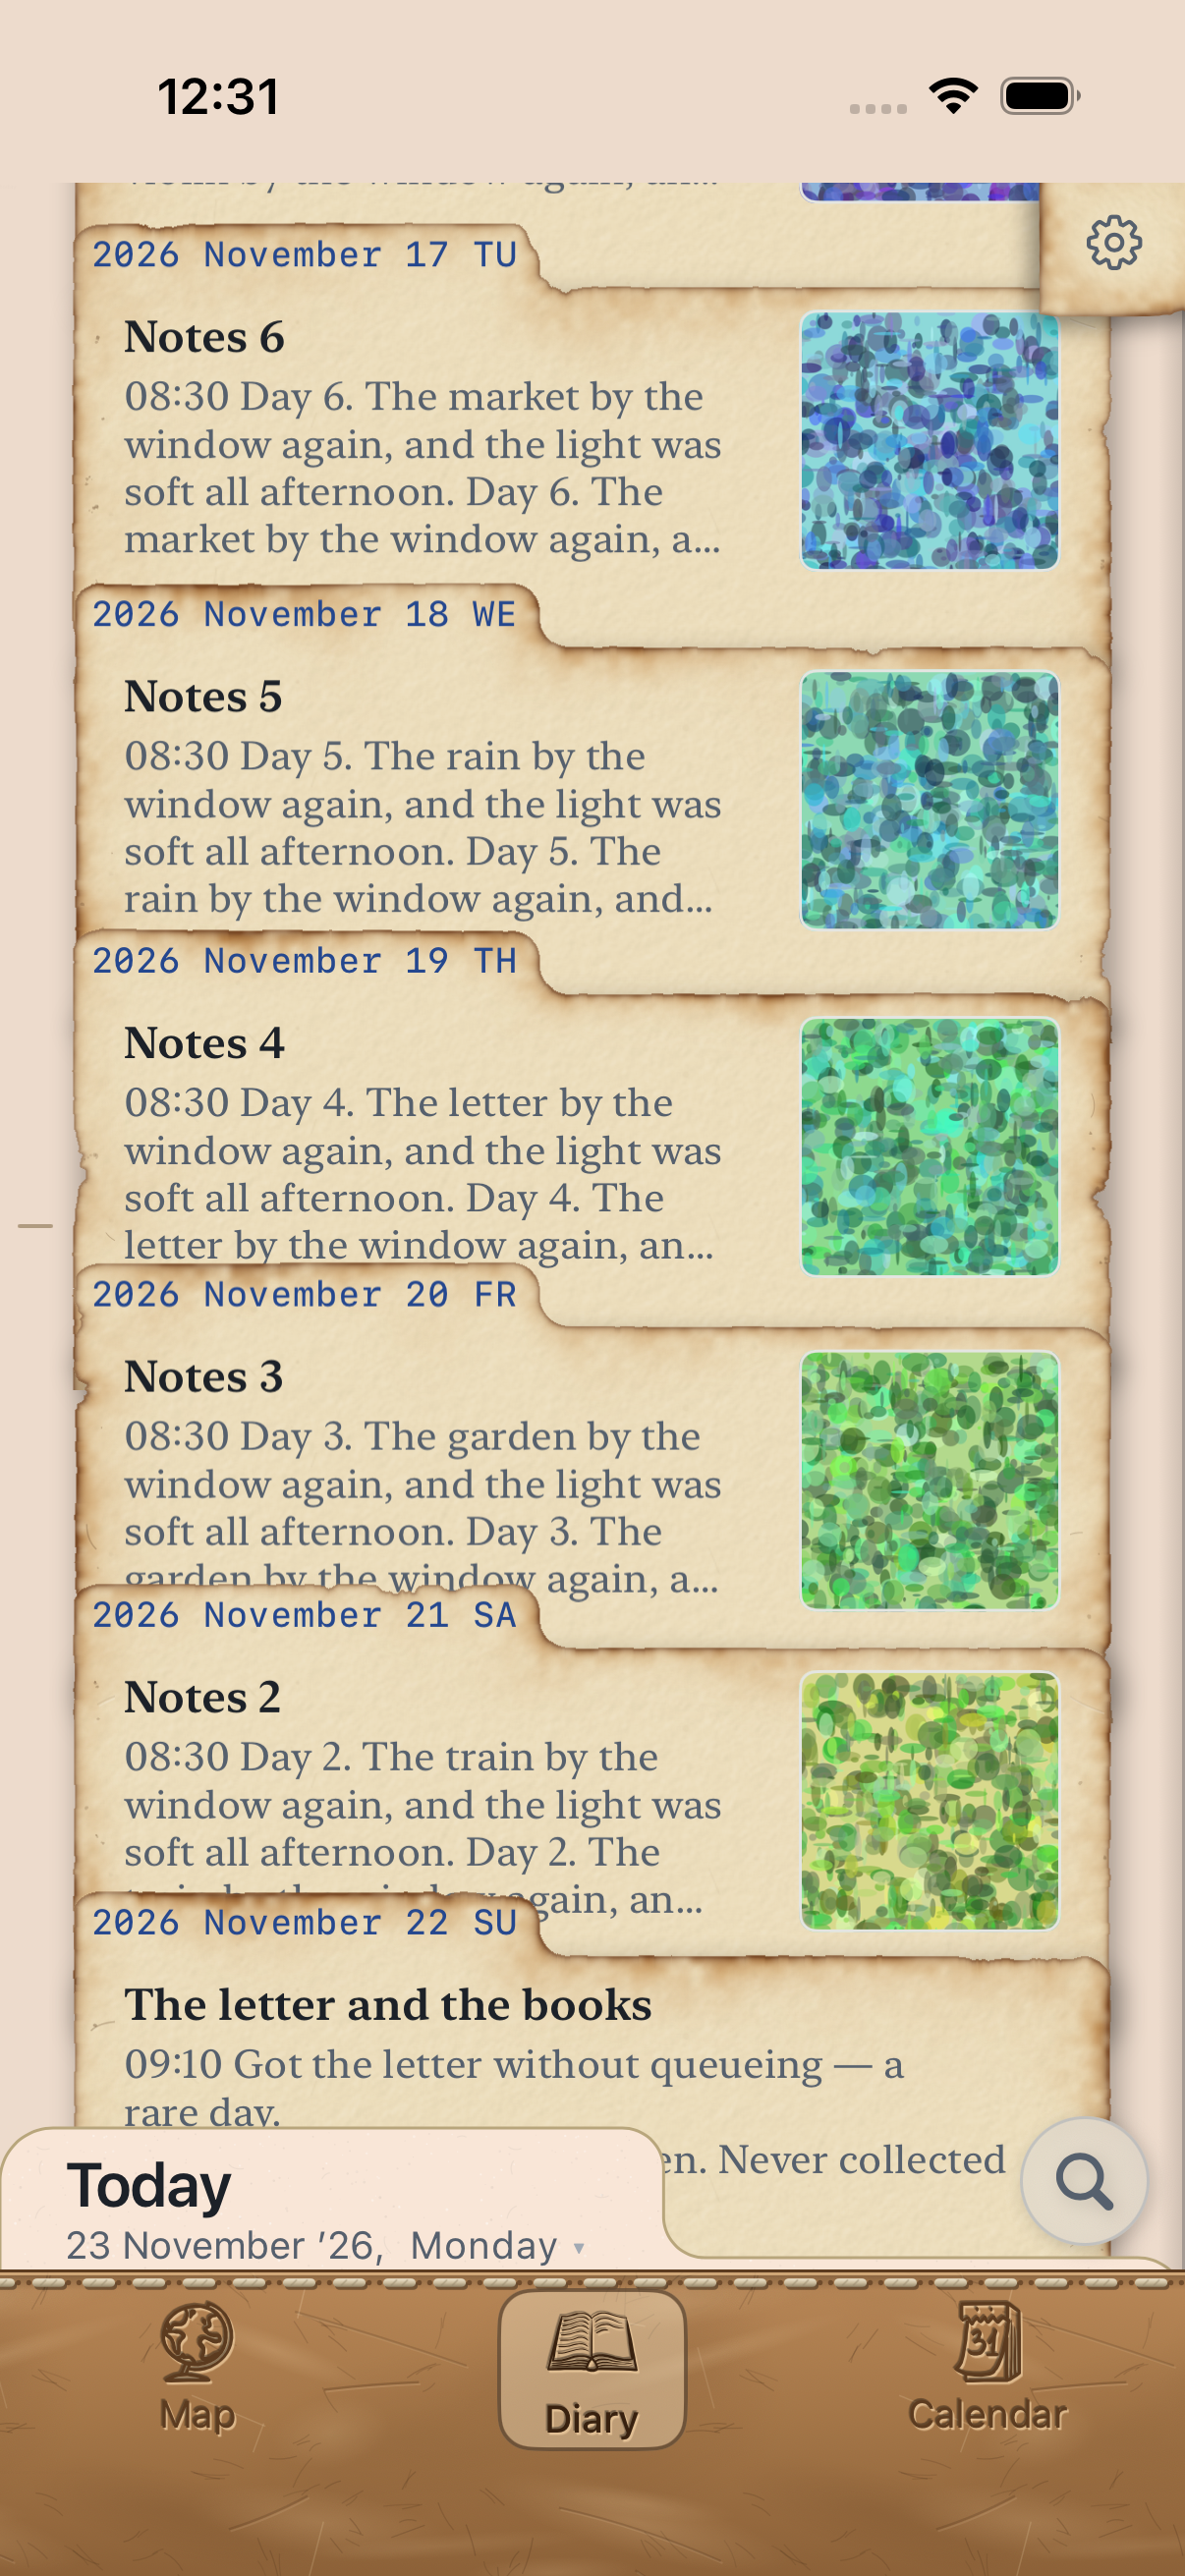 12:31
2026 November 17 TU
Notes 6
08:30 Day 6. The market by the
window again, and the light was
soft all afternoon. Day 6. The
market by the window again, a...
2026 November 18 WE
Notes 5
08:30 Day 5. The rain by the
window again, and the light was
soft all afternoon. Day 5. The
rain by the window again, and...
2026 November 19 TH
Notes 4
08:30 Day 4. The letter by the
window again, and the light was
soft all afternoon. Day 4. The
letter by the window again, an...
2026 November 20 FR
Notes 3
08:30 Day 3. The garden by the
window again, and the light was
soft all afternoon. Day 3. The
garden by the window again, a...
2026 November 21 SA
Notes 2
08:30 Day 2. The train by the
window again, and the light was
soft all afternoon. Day 2. The
again, an...
2026 November 22 SU
The letter and the books
09:10 Got the letter without queueing — a
rare day.
Never collected
Today
23 November ’26, Monday
Map
Diary
31
Calendar